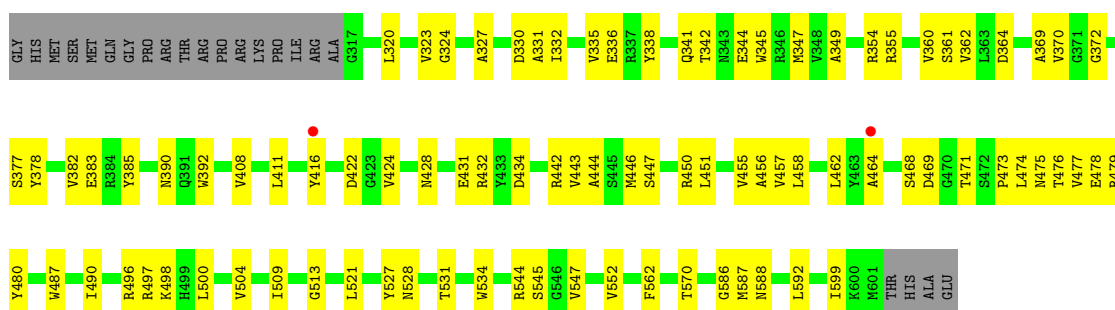 GLY HIS MET SER MET GLN GLY PRO ARG THR ARG PRO ARG LYS PRO ILE ARG ALA G317 L320 V323 G324 A327 D330 A331 I332 V335 E336 R337 Y338 Q341 T342 N343 E344 W345 R346 M347 V348 A349 R354 R355 V360 S361 V362 L363 D364 A369 V370 G371 G372
S377 Y378 V382 E383 R384 Y385 N390 Q391 W392 V408 L411 Y416 D422 G423 V424 N428 E431 R432 Y433 D434 R442 V443 A444 S445 M446 S447 R450 L451 V455 A456 V457 L458 L462 Y463 A464 S468 D469 G470 T471 S472 P473 L474 N475 T476 V477 E478 R479
Y480 W487 I490 R496 R497 K498 H499 L500 V504 I509 G513 L521 Y527 N528 T531 W534 R544 S545 G546 V547 V552 F562 T570 G586 M587 N588 L592 I599 K600 M601 THR HIS ALA GLU